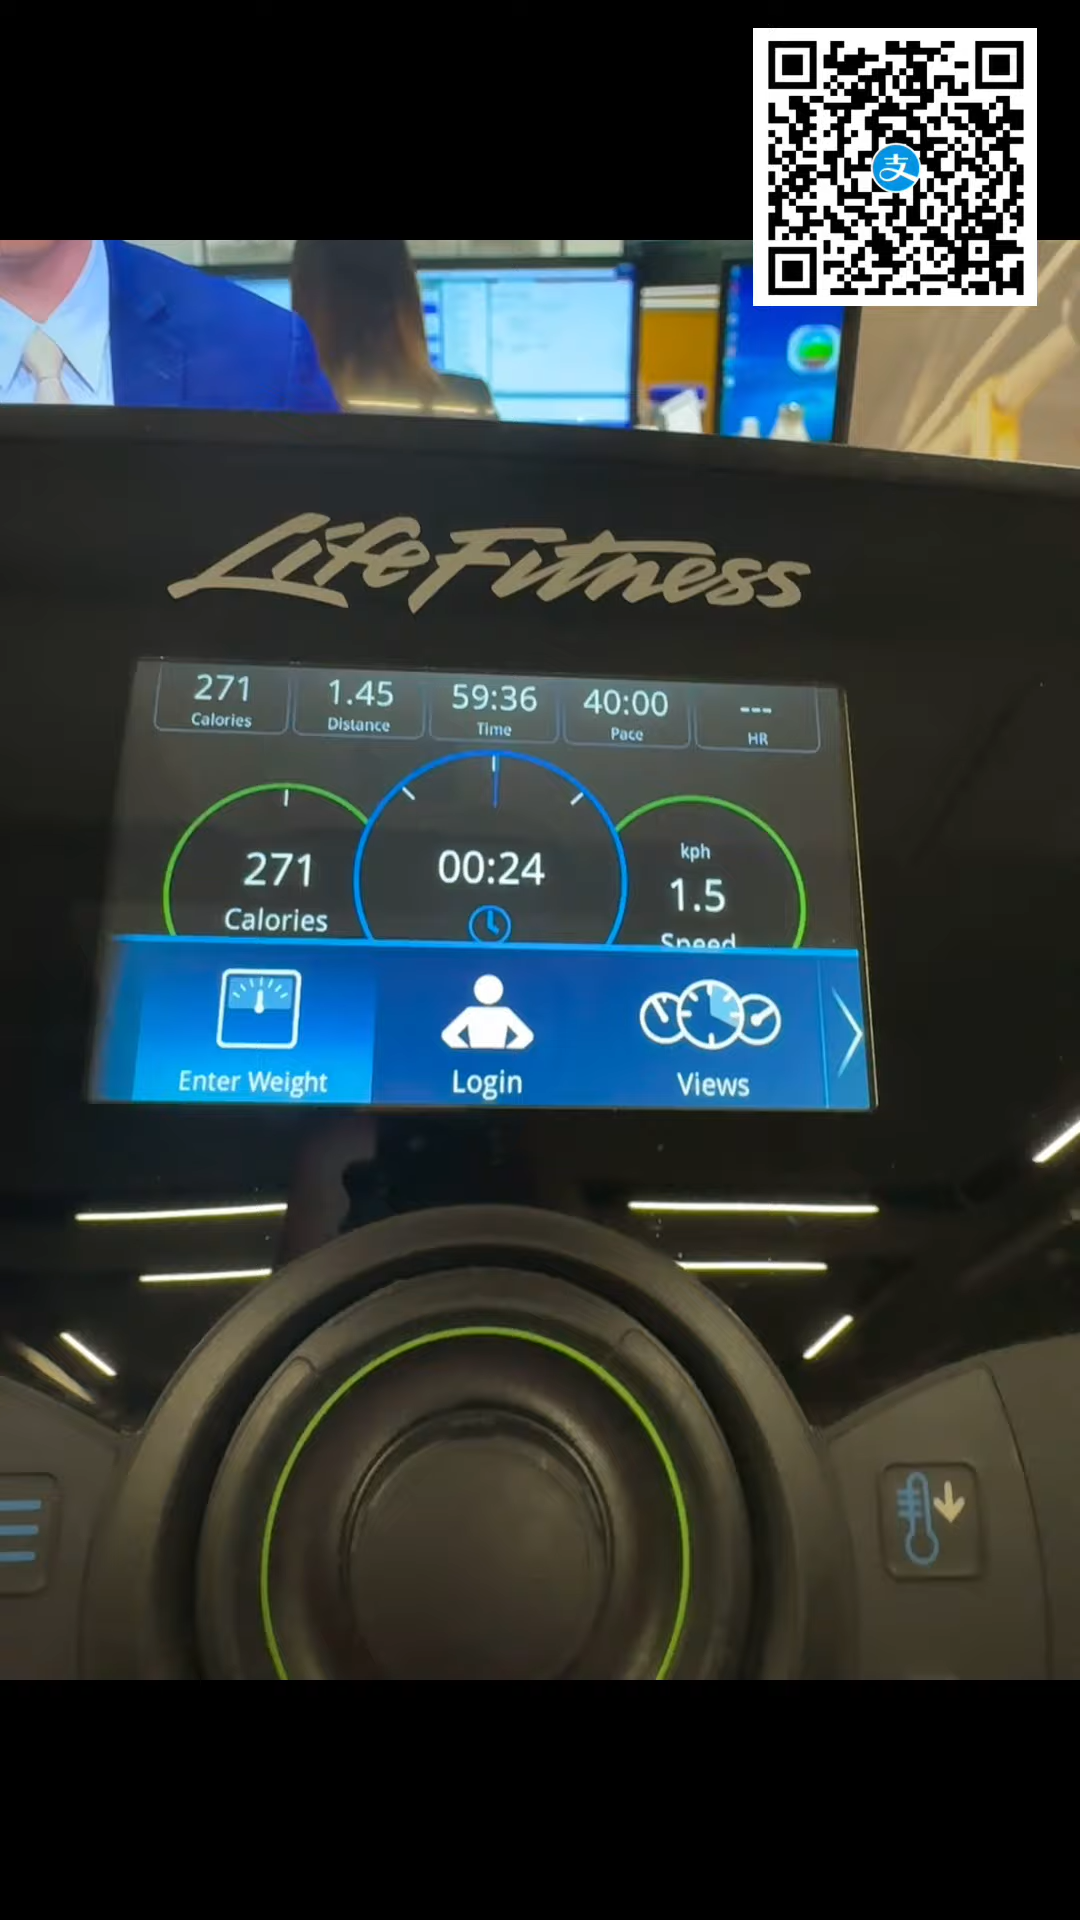 支
LifeFitness
271 1.45 59:36 40:00 ---
Calories Distance Time Pace HR
271 00:24 kph
1.5
Calories Speed
Enter Weight Login Views